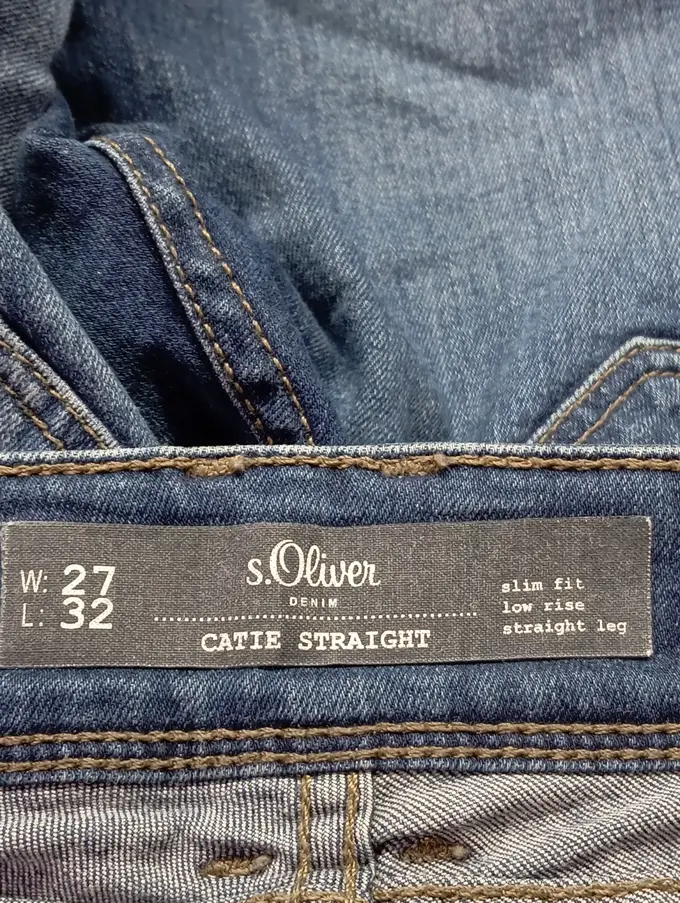 W: 27
L: 32
s.Oliver
DENIM
CATIE STRAIGHT
slim fit
low rise
straight leg